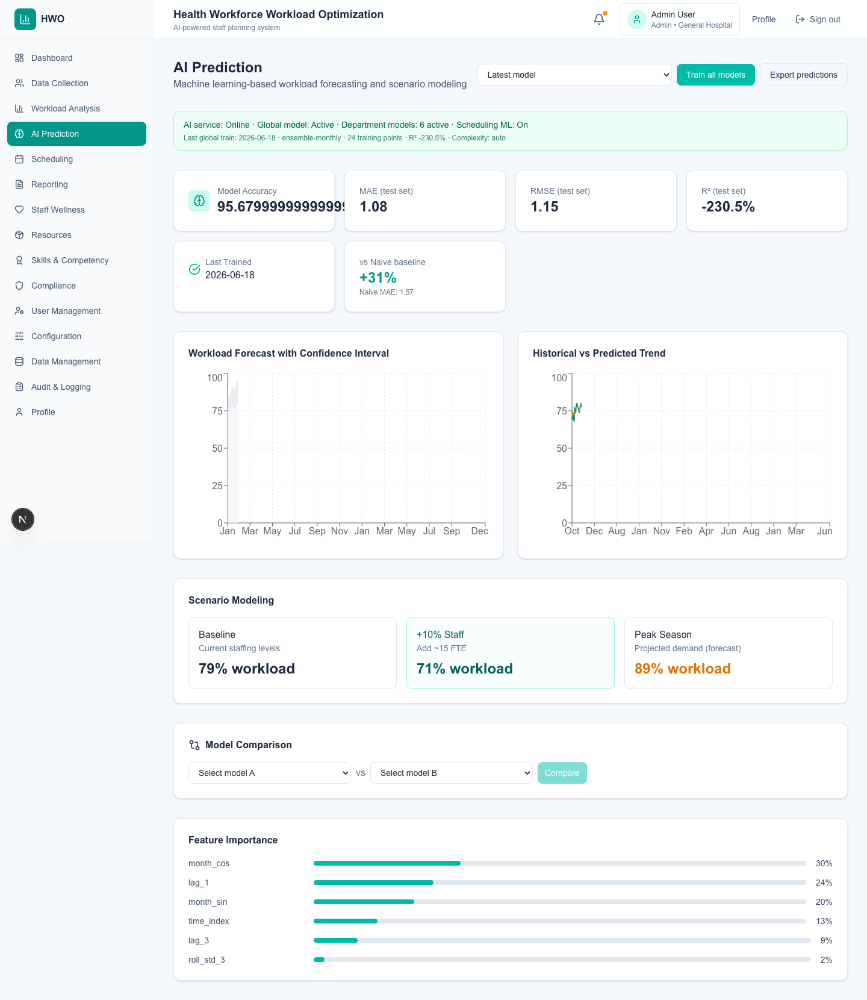 HWO
Health Workforce Workload Optimization
AI-powered staff planning system
Admin User
Admin • General Hospital
Profile
Sign out
Dashboard
Data Collection
Workload Analysis
AI Prediction
Scheduling
Reporting
Staff Wellness
Resources
Skills & Competency
Compliance
User Management
Configuration
Data Management
Audit & Logging
Profile
N
AI Prediction
Machine learning-based workload forecasting and scenario modeling
Latest model
Train all models
Export predictions
AI service: Online · Global model: Active · Department models: 6 active · Scheduling ML: On
Last global train: 2026-06-18 · ensemble-monthly · 24 training points · R² -230.5% · Complexity: auto
Model Accuracy
95.6799999999999
MAE (test set)
1.08
RMSE (test set)
1.15
R² (test set)
-230.5%
Last Trained
2026-06-18
vs Naive baseline
+31%
Naive MAE: 1.57
Workload Forecast with Confidence Interval
100
75
50
25
0
Jan Mar May Jul Sep Nov Jan Mar May Jul Sep Dec
Historical vs Predicted Trend
100
75
50
25
0
Oct Dec Aug Jan Nov Feb Apr Jun Aug Jan Mar Jun
Scenario Modeling
Baseline
Current staffing levels
79% workload
+10% Staff
Add ~15 FTE
71% workload
Peak Season
Projected demand (forecast)
89% workload
Model Comparison
Select model A
vs
Select model B
Compare
Feature Importance
month_cos 30%
lag_1 24%
month_sin 20%
time_index 13%
lag_3 9%
roll_std_3 2%